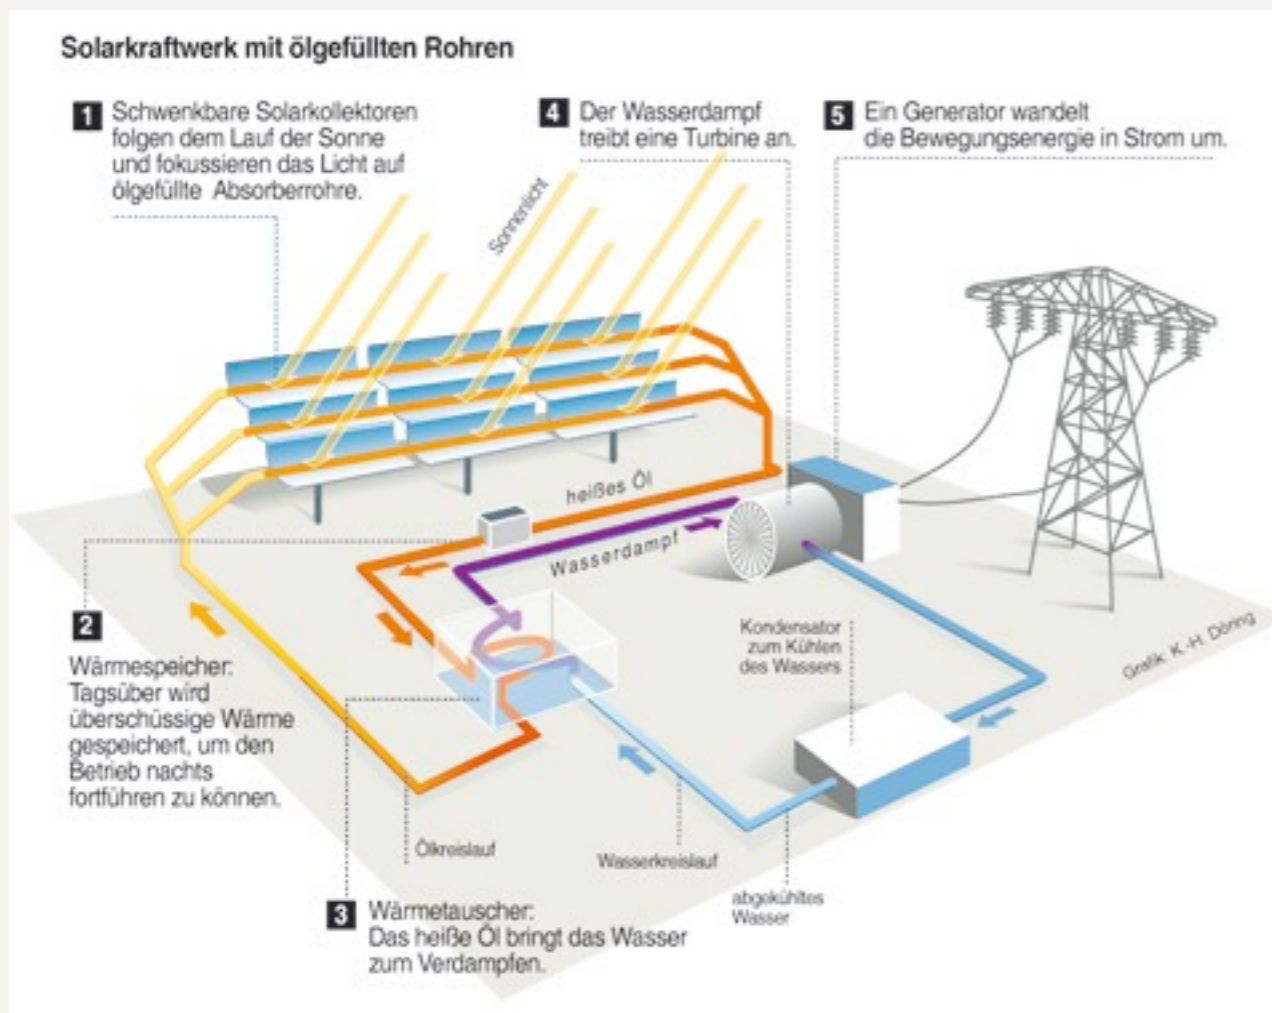 Solarkraftwerk mit ölgefüllten Rohren
1 Schwenkbare Solarkollektoren
folgen dem Lauf der Sonne
und fokussieren das Licht auf
ölgefüllte Absorberrohre.
4 Der Wasserdampf
treibt eine Turbine an.
5 Ein Generator wandelt
die Bewegungsenergie in Strom um.
Sonnenlicht
heißes Öl
Wasserdampf
2
Wärmespeicher:
Tagsüber wird
überschüssige Wärme
gespeichert, um den
Betrieb nachts
fortführen zu können.
Kondensator
zum Kühlen
des Wassers
Grafik: K.-H. Döring
Ölkreislauf
Wasserkreislauf
abgekühltes
Wasser
3 Wärmetauscher:
Das heiße Öl bringt das Wasser
zum Verdampfen.